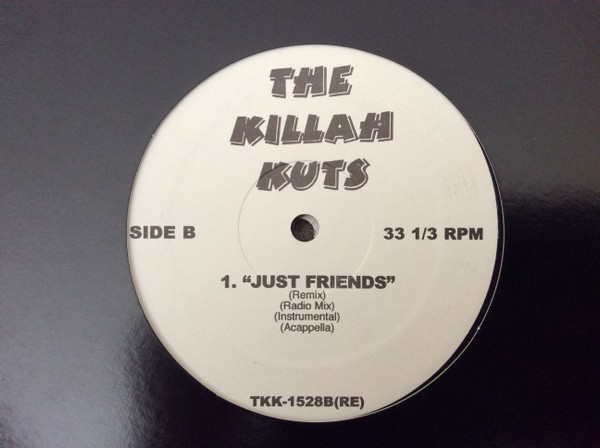 THE
KILLAH
KUTS
SIDE B
33 1/3 RPM
1. “JUST FRIENDS”
(Remix)
(Radio Mix)
(Instrumental)
(Acappella)
TKK-1528B(RE)